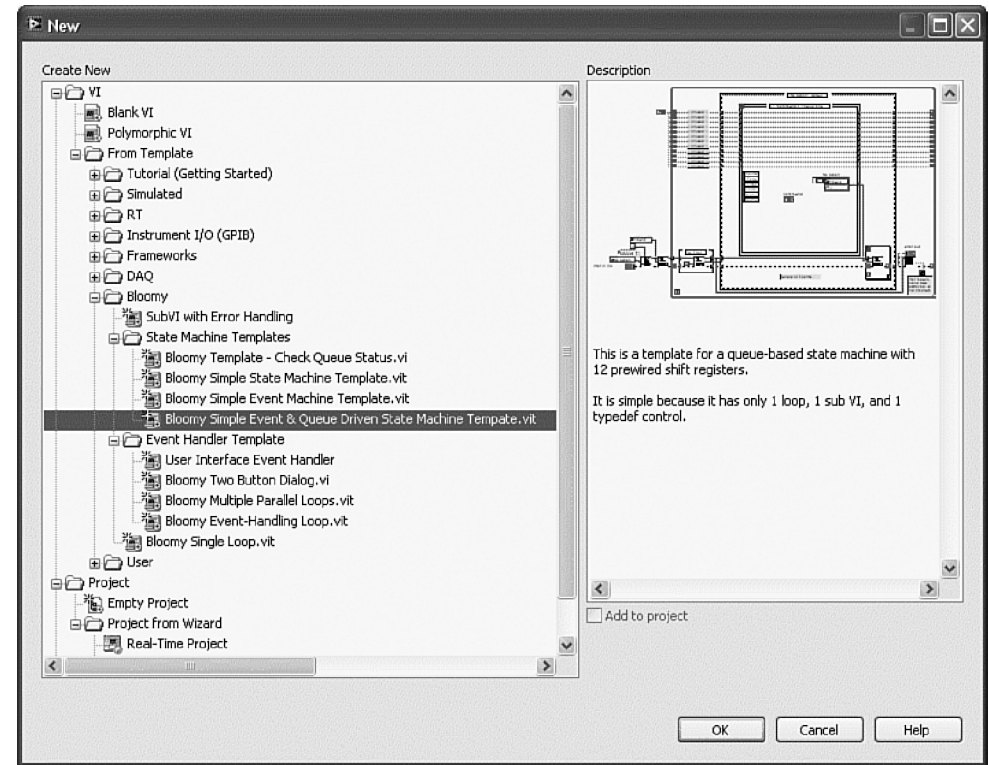 New
Create New
VI
Blank VI
Polymorphic VI
From Template
Tutorial (Getting Started)
Simulated
RT
Instrument I/O (GPIB)
Frameworks
DAQ
Bloomy
SubVI with Error Handling
State Machine Templates
Bloomy Template - Check Queue Status.vi
Bloomy Simple State Machine Template.vit
Bloomy Simple Event Machine Template.vit
Bloomy Simple Event & Queue Driven State Machine Tempate.vit
Event Handler Template
User Interface Event Handler
Bloomy Two Button Dialog.vi
Bloomy Multiple Parallel Loops.vit
Bloomy Event-Handling Loop.vit
Bloomy Single Loop.vit
User
Project
Empty Project
Project from Wizard
Real-Time Project
Description
This is a template for a queue-based state machine with
12 prewired shift registers.
It is simple because it has only 1 loop, 1 sub VI, and 1
typedef control.
Add to project
OK
Cancel
Help